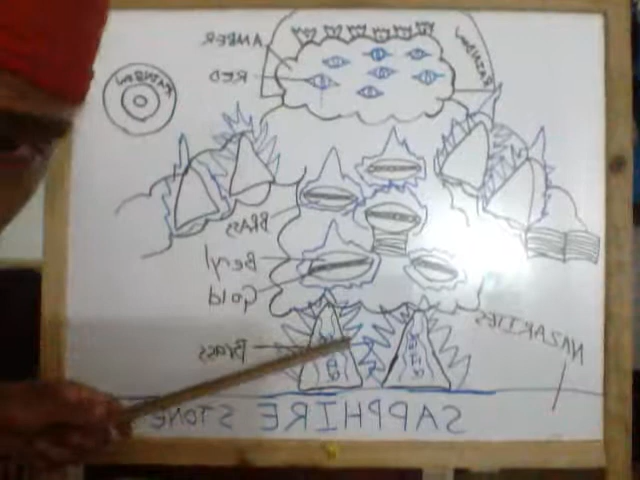 AMBER
RED
RAINBOW
RAINBOW
BRASS
Beryl
Gold
Brass
NAZARITES
SAPPHIRE STONE